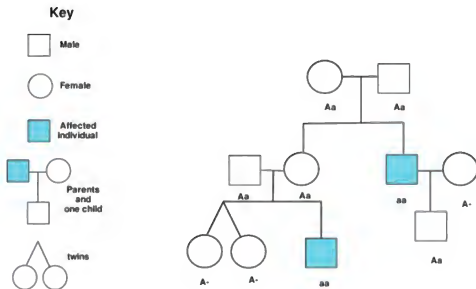 Key
Male
Female
Affected
Individual
Parents
and
one child
twins
Aa Aa
Aa Aa aa A-
Aa
A- A- aa